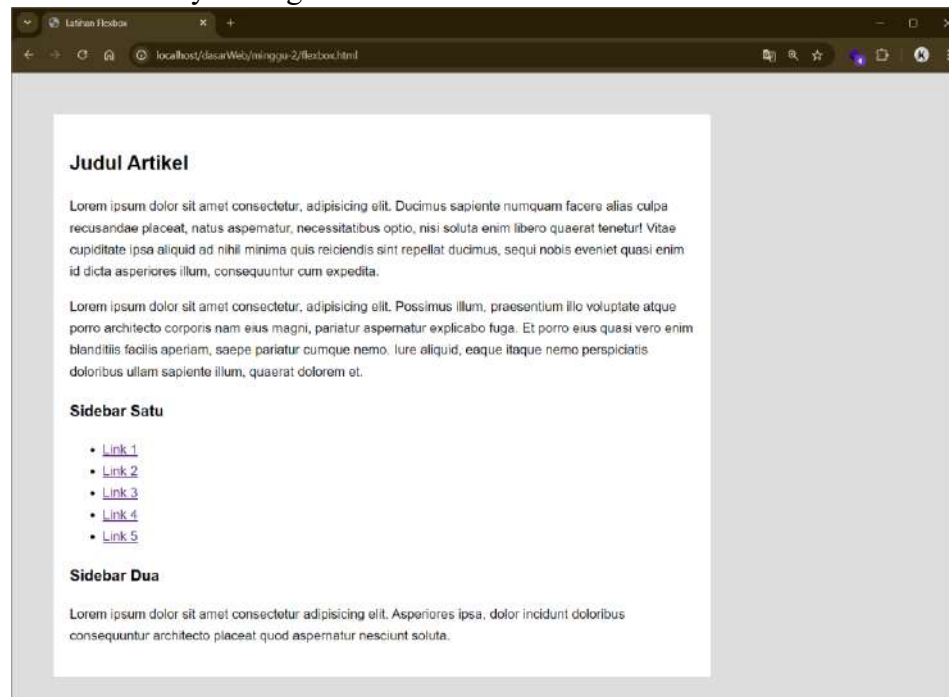 Latihan Flexbox
localhost/dasarWeb/minggu-2/flexbox.html
K
Judul Artikel
Lorem ipsum dolor sit amet consectetur, adipisicing elit. Ducimus sapiente numquam facere alias culpa
recusandae placeat, natus aspernatur, necessitatibus optio, nisi soluta enim libero quaerat tenetur! Vitae
cupiditate ipsa aliquid ad nihil minima quis reiciendis sint repellat ducimus, sequi nobis eveniet quasi enim
id dicta asperiores illum, consequuntur cum expedita.
Lorem ipsum dolor sit amet consectetur, adipisicing elit. Possimus illum, praesentium illo voluptate atque
porro architecto corporis nam eius magni, pariatur aspernatur explicabo fuga. Et porro eius quasi vero enim
blanditiis facilis aperiam, saepe pariatur cumque nemo. Iure aliquid, eaque itaque nemo perspiciatis
doloribus ullam sapiente illum, quaerat dolorem et.
Sidebar Satu
• Link 1
• Link 2
• Link 3
• Link 4
• Link 5
Sidebar Dua
Lorem ipsum dolor sit amet consectetur adipisicing elit. Asperiores ipsa, dolor incidunt doloribus
consequuntur architecto placeat quod aspernatur nesciunt soluta.